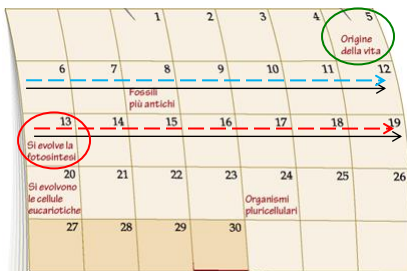 1 2 3 4 5
Origine
della vita
6 7 8 9 10 11 12
Fossili
più antichi
13 14 15 16 17 18 19
Si evolve la
fotosintesi
20 21 22 23 24 25 26
Si evolvono
le cellule
eucariotiche
Organismi
pluricellulari
27 28 29 30